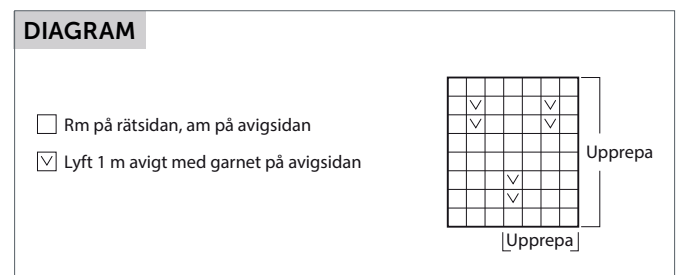 DIAGRAM
Rm på rätsidan, am på avigsidan
Lyft 1 m avigt med garnet på avigsidan
Upprepa
Upprepa